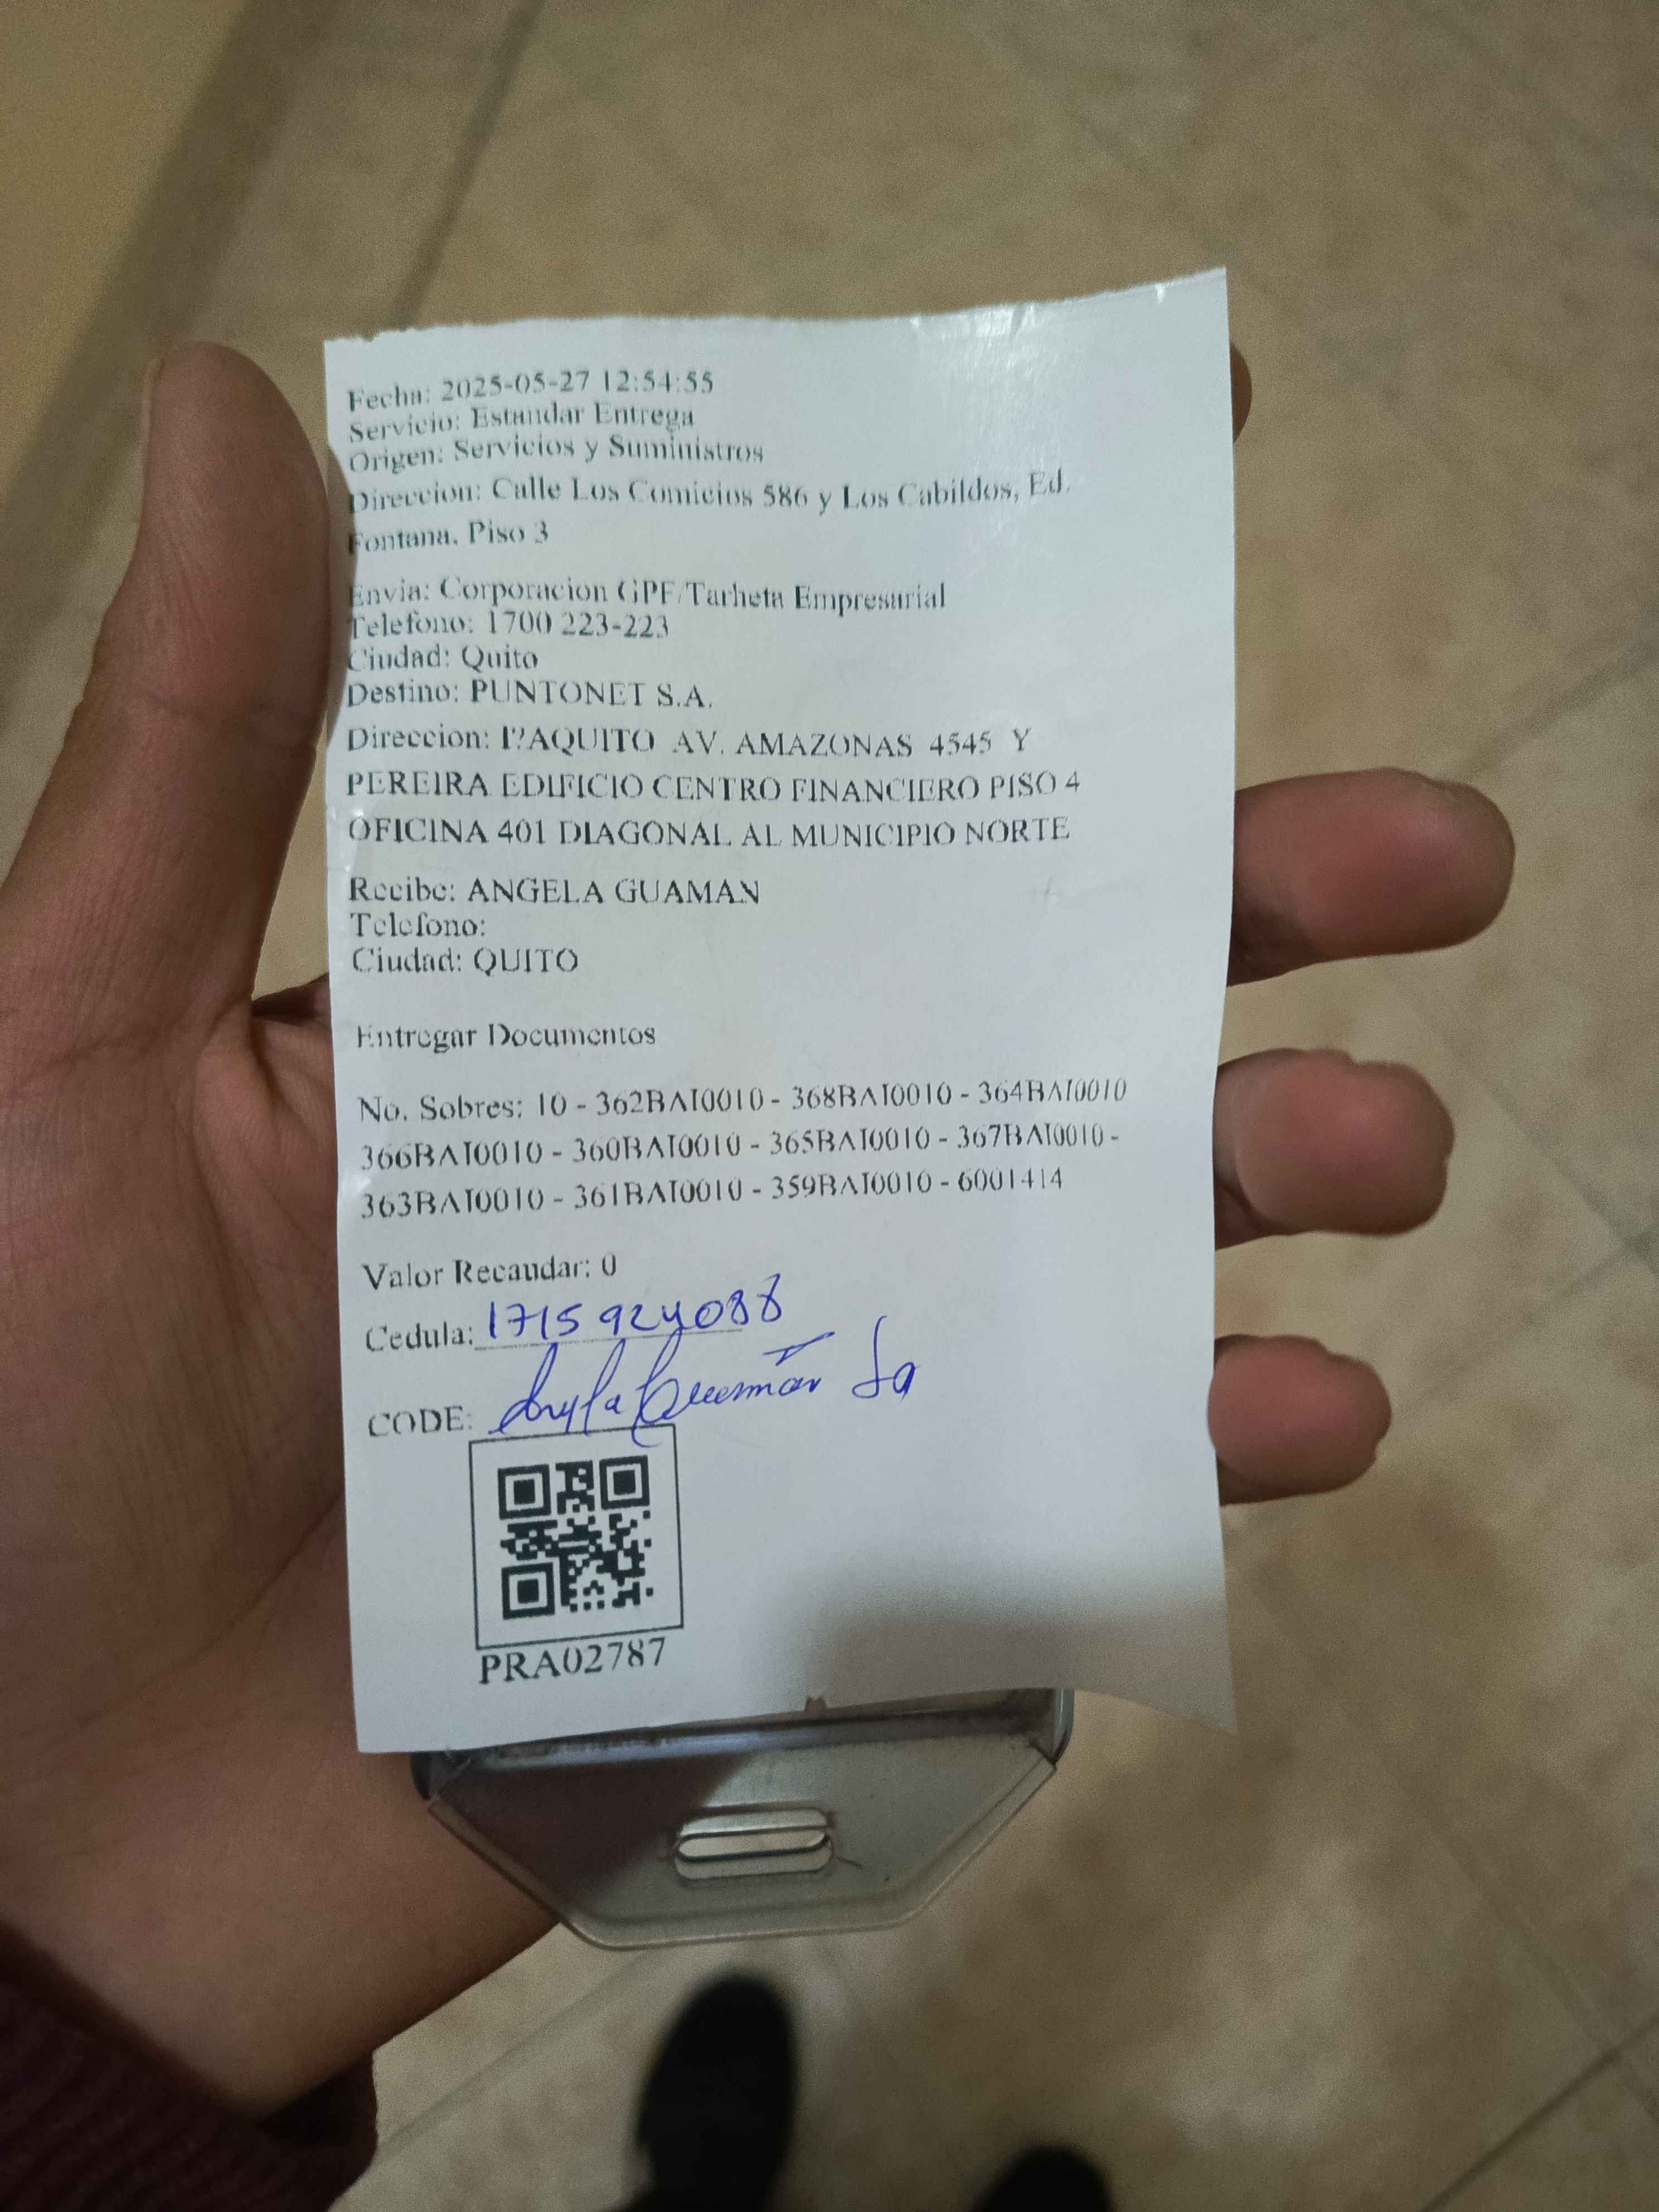 Fecha: 2025-05-27 12:54:55
Servicio: Estandar Entrega
Origen: Servicios y Suministros
Direccion: Calle Los Comicios 586 y Los Cabildos, Ed.
Fontana. Piso 3
Envia: Corporacion GPF/Tarheta Empresarial
Telefono: 1700 223-223
Ciudad: Quito
Destino: PUNTONET S.A.
Direccion: I?AQUITO AV. AMAZONAS 4545 Y
PEREIRA EDIFICIO CENTRO FINANCIERO PISO 4
OFICINA 401 DIAGONAL AL MUNICIPIO NORTE
Recibe: ANGELA GUAMAN
Telefono:
Ciudad: QUITO
Entregar Documentos
No. Sobres: 10 - 362BAI0010 - 368BAI0010 - 364BAI0010
366BAI0010 - 360BAI0010 - 365BAI0010 - 367BAI0010 -
363BAI0010 - 361BAI0010 - 359BAI0010 - 6001414
Valor Recaudar: 0
Cedula: 1715924088
CODE: Angela Guamán
PRA02787